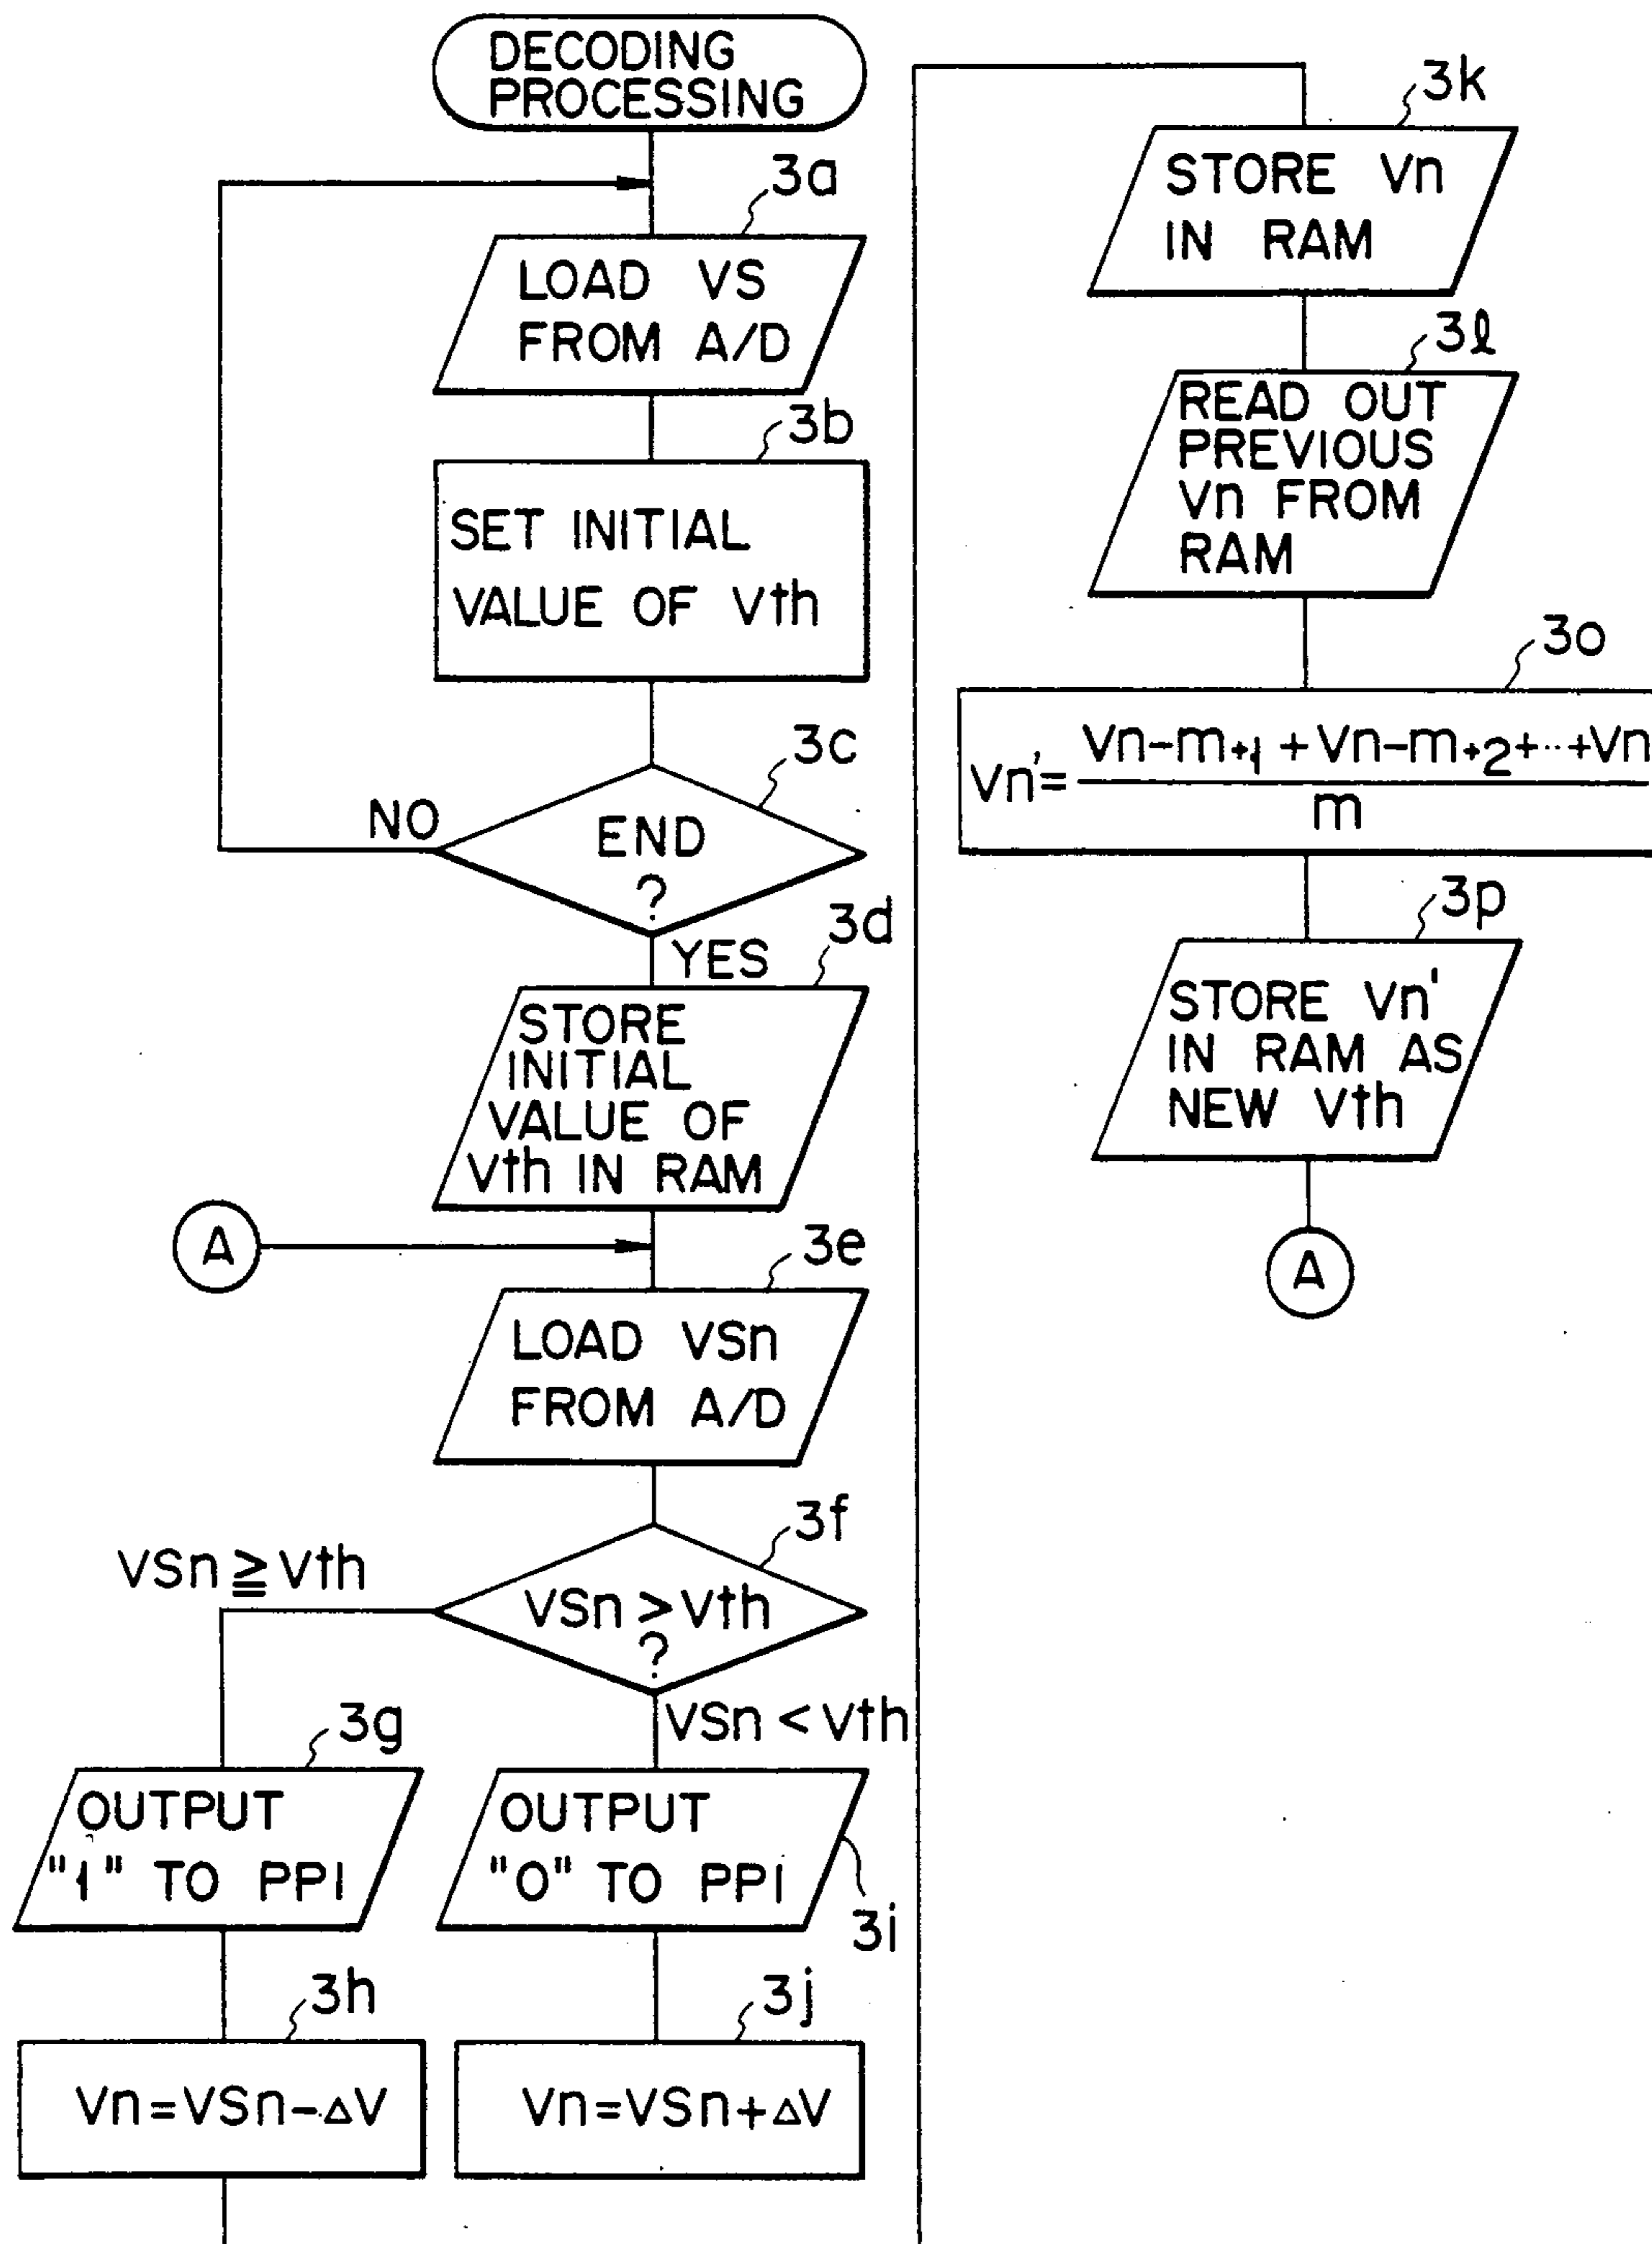 DECODING
PROCESSING
3a
LOAD VS
FROM A/D
3b
SET INITIAL
VALUE OF Vth
3c
NO
END
?
YES
3d
STORE
INITIAL
VALUE OF
Vth IN RAM
A
3e
LOAD VSn
FROM A/D
3f
VSn ≧ Vth
VSn > Vth
?
VSn < Vth
3g
OUTPUT
"1" TO PPI
OUTPUT
"0" TO PPI
3i
3h
Vn=VSn-ΔV
3j
Vn=VSn+ΔV
3k
STORE Vn
IN RAM
3ℓ
READ OUT
PREVIOUS
Vn FROM
RAM
3o
Vn'= Vn-m+1 + Vn-m+2+··+Vn
m
3p
STORE Vn'
IN RAM AS
NEW Vth
A